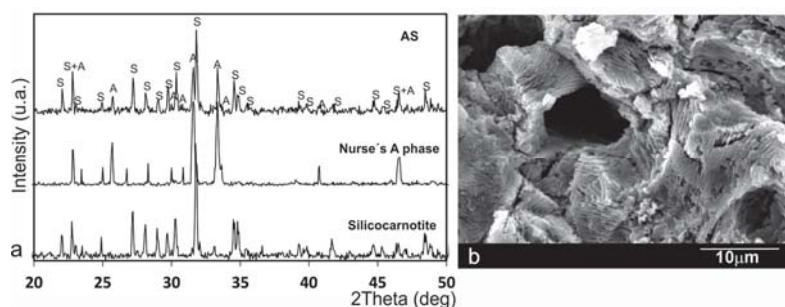 Intensity (u.a.)
AS
S
S+A
S
S
A
S
S
S
S
A
S
A
A
S
A
A
S
S
S
S
S
A
S
S
S
S+A
S
Nurse´s A phase
Silicocarnotite
a
20 25 30 35 40 45 50
2Theta (deg)
b
10µm